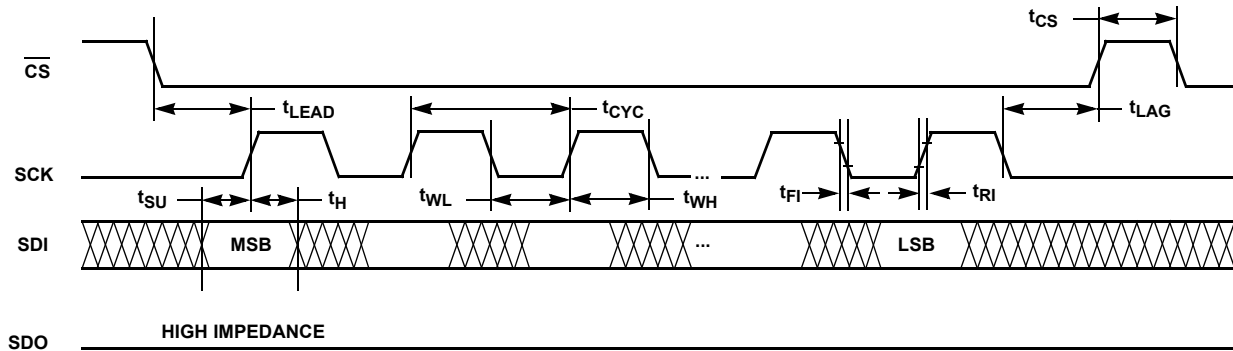 tCS
CS
tLEAD
tCYC
tLAG
SCK
...
tSU
tH
tWL
tWH
tFI
tRI
SDI
MSB
...
LSB
HIGH IMPEDANCE
SDO